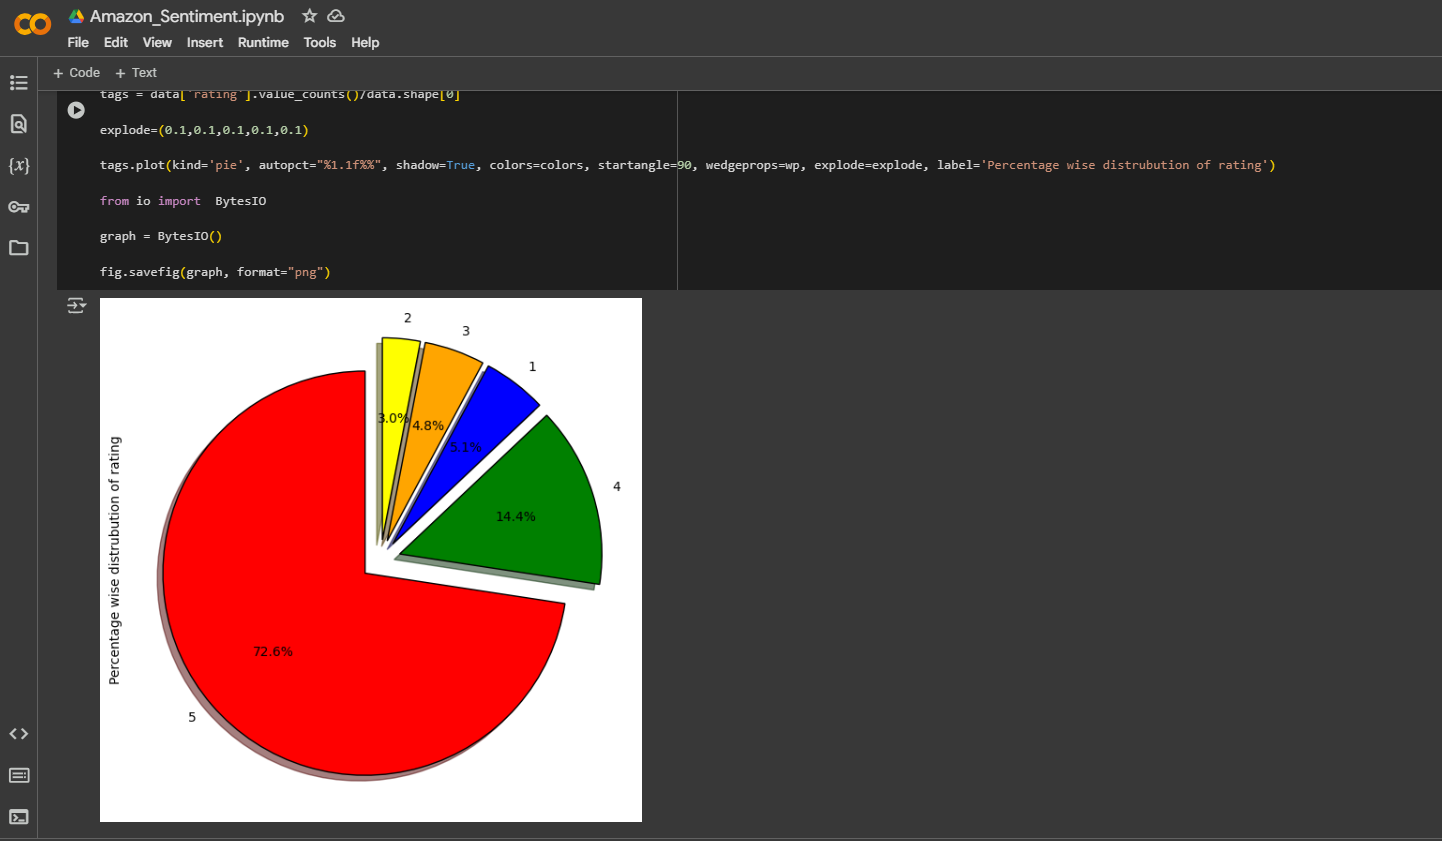 Amazon_Sentiment.ipynb
File Edit View Insert Runtime Tools Help
+ Code + Text
tags = data['rating'].value_counts()/data.shape[0]
explode=(0.1,0.1,0.1,0.1,0.1)
tags.plot(kind='pie', autopct="%1.1f%%", shadow=True, colors=colors, startangle=90, wedgeprops=wp, explode=explode, label='Percentage wise distrubution of rating')
from io import  BytesIO
graph = BytesIO()
fig.savefig(graph, format="png")
{x}
2
3
1
3.0%
4.8%
5.1%
4
14.4%
Percentage wise distrubution of rating
72.6%
5